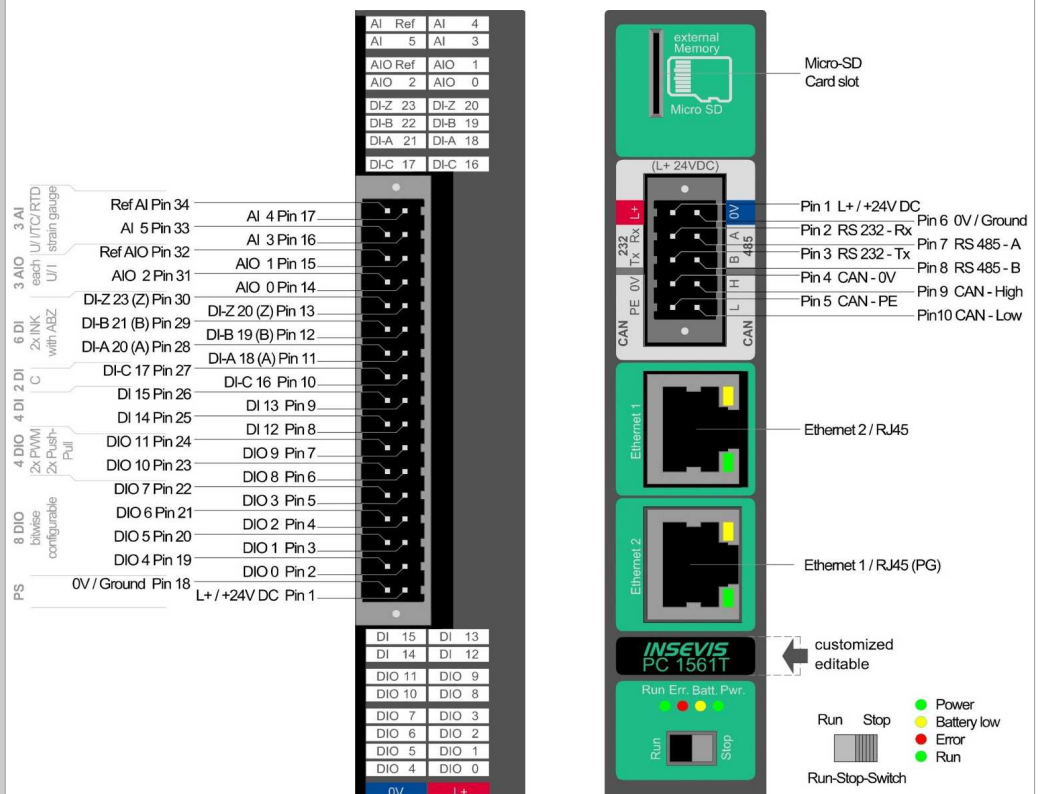 AI Ref AI 4
AI 5 AI 3
AIO Ref AIO 1
AIO 2 AIO 0
DI-Z 23 DI-Z 20
DI-B 22 DI-B 19
DI-A 21 DI-A 18
DI-C 17 DI-C 16
3 AI
U/ I/TC/ RTD
strain gauge
3 AIO
each
U/ I
6 DI
2x INK
with ABZ
2 DI
C
4 DI
4 DIO
2x PWM
2x Push-
Pull
8 DIO
bitwise
configurable
PS
Ref AI Pin 34
AI 4 Pin 17
AI 5 Pin 33
AI 3 Pin 16
Ref AIO Pin 32
AIO 1 Pin 15
AIO 2 Pin 31
AIO 0 Pin 14
DI-Z 23 (Z) Pin 30
DI-Z 20 (Z) Pin 13
DI-B 21 (B) Pin 29
DI-B 19 (B) Pin 12
DI-A 20 (A) Pin 28
DI-A 18 (A) Pin 11
DI-C 17 Pin 27
DI-C 16 Pin 10
DI 15 Pin 26
DI 13 Pin 9
DI 14 Pin 25
DI 12 Pin 8
DIO 11 Pin 24
DIO 9 Pin 7
DIO 10 Pin 23
DIO 8 Pin 6
DIO 7 Pin 22
DIO 3 Pin 5
DIO 6 Pin 21
DIO 2 Pin 4
DIO 5 Pin 20
DIO 1 Pin 3
DIO 4 Pin 19
DIO 0 Pin 2
0V / Ground Pin 18
L+ / +24V DC Pin 1
DI 15 DI 13
DI 14 DI 12
DIO 11 DIO 9
DIO 10 DIO 8
DIO 7 DIO 3
DIO 6 DIO 2
DIO 5 DIO 1
DIO 4 DIO 0
0V L+
external
Memory
Micro SD
Micro-SD
Card slot
(L+ 24VDC)
L+
0V
232
Tx Rx
A
B
485
PE 0V
H
L
CAN
CAN
Pin 1 L+ / +24V DC
Pin 6 0V / Ground
Pin 2 RS 232 - Rx
Pin 7 RS 485 - A
Pin 3 RS 232 - Tx
Pin 8 RS 485 - B
Pin 4 CAN - 0V
Pin 9 CAN - High
Pin 5 CAN - PE
Pin10 CAN - Low
Ethernet 1
Ethernet 2 / RJ45
Ethernet 2
Ethernet 1 / RJ45 (PG)
INSEVIS
PC 1561T
customized
editable
Run Err. Batt. Pwr.
Run
Stop
Run Stop
Run-Stop-Switch
Power
Battery low
Error
Run